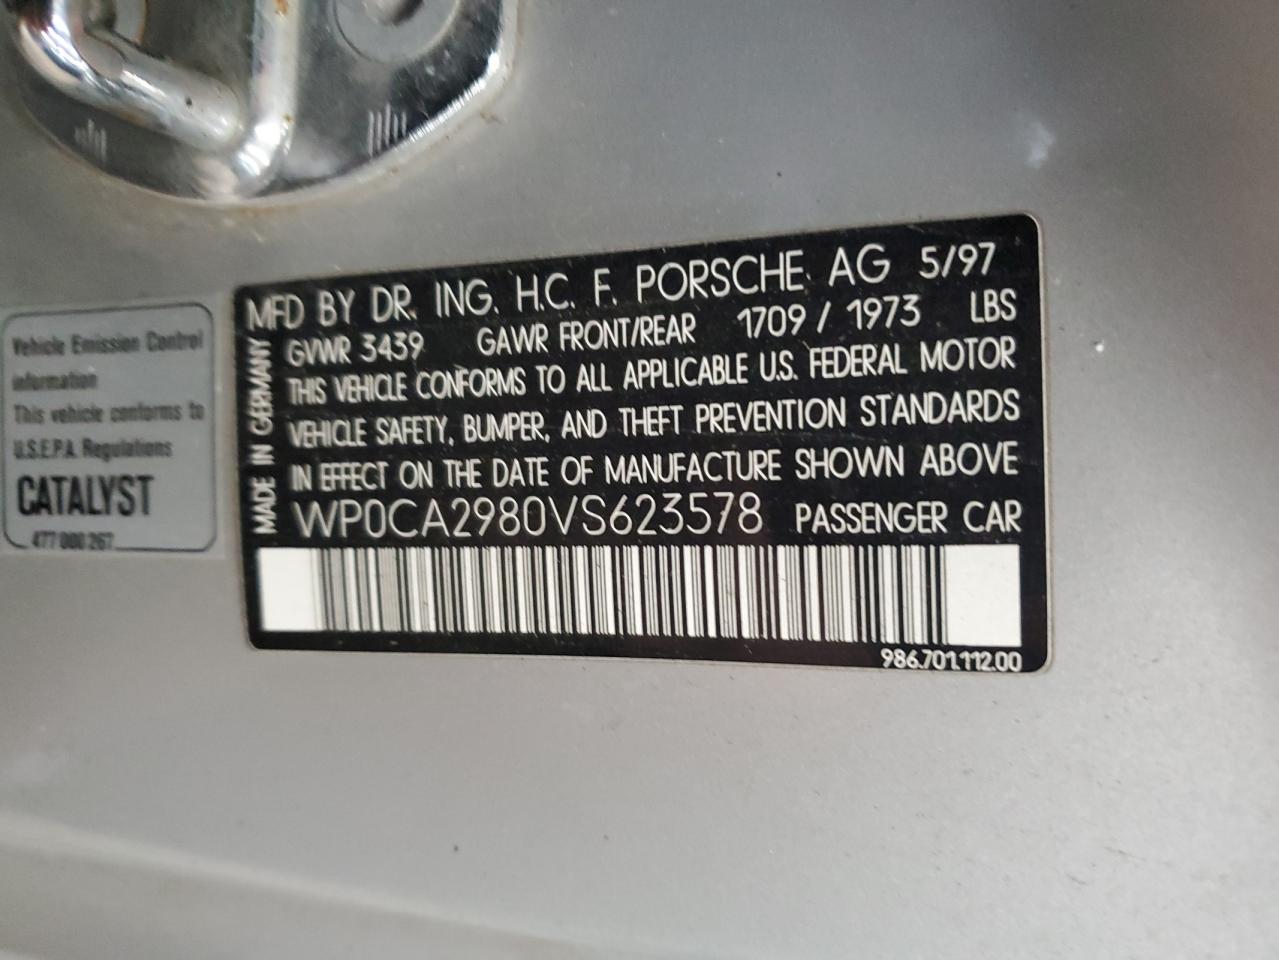 Vehicle Emission Control
information
This vehicle conforms to
U.S.E.P.A. Regulations
CATALYST
477 000 267
MADE IN GERMANY
MFD BY DR. ING. H.C. F. PORSCHE AG 5/97
GVWR 3439 GAWR FRONT/REAR 1709 / 1973 LBS
THIS VEHICLE CONFORMS TO ALL APPLICABLE U.S. FEDERAL MOTOR
VEHICLE SAFETY, BUMPER, AND THEFT PREVENTION STANDARDS
IN EFFECT ON THE DATE OF MANUFACTURE SHOWN ABOVE
WP0CA2980VS623578 PASSENGER CAR
986.701.112.00